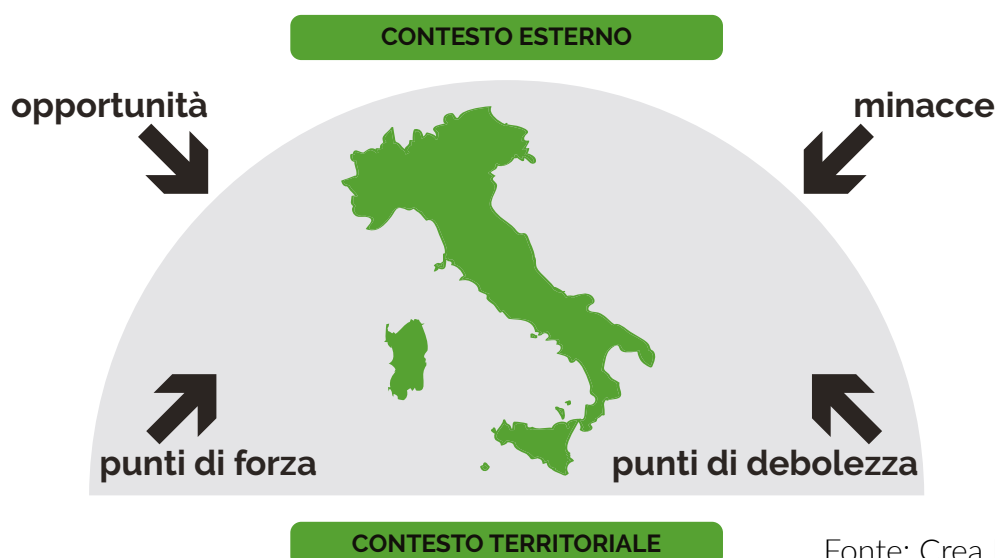 CONTESTO ESTERNO
opportunità
minacce
punti di forza
punti di debolezza
CONTESTO TERRITORIALE
Fonte: Crea